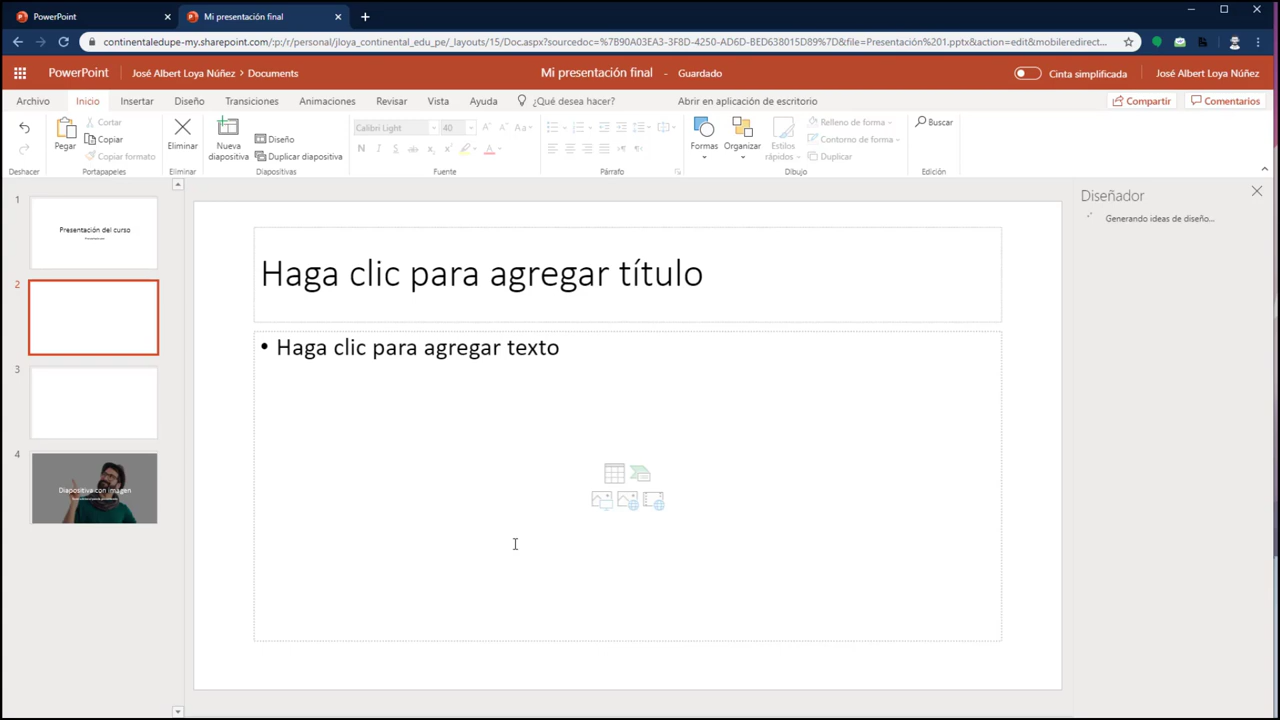 PowerPoint
Mi presentación final
continentaledupe-my.sharepoint.com/:p:/r/personal/jloya_continental_edu_pe/_layouts/15/Doc.aspx?sourcedoc=%7B90A03EA3-3F8D-4250-AD6D-BED638015D89%7D&file=Presentación%201.pptx&action=edit&mobileredirect...
PowerPoint
José Albert Loya Núñez > Documents
Mi presentación final - Guardado
Cinta simplificada
José Albert Loya Núñez
Archivo
Inicio
Insertar
Diseño
Transiciones
Animaciones
Revisar
Vista
Ayuda
¿Qué desea hacer?
Abrir en aplicación de escritorio
Compartir
Comentarios
Pegar
Cortar
Copiar
Copiar formato
Eliminar
Nueva diapositiva
Diseño
Duplicar diapositiva
Calibri Light
40
Formas
Organizar
Estilos rápidos
Relleno de forma
Contorno de forma
Duplicar
Buscar
Deshacer
Portapapeles
Eliminar
Diapositivas
Fuente
Párrafo
Dibujo
Edición
1
Presentación del curso
2
3
4
Diapositiva con imagen
Haga clic para agregar título
• Haga clic para agregar texto
Diseñador
Generando ideas de diseño...